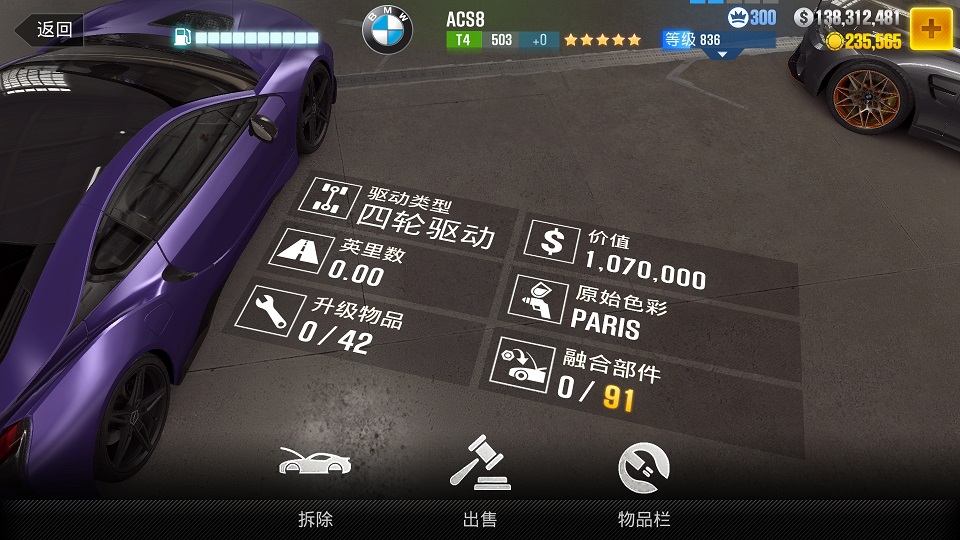 返回
BMW
ACS8
T4 503 +0
300
138,312,481
等级 836
235,565
驱动类型
四轮驱动
英里数
0.00
升级物品
0/42
价值
1,070,000
原始色彩
PARIS
融合部件
0/91
拆除
出售
物品栏